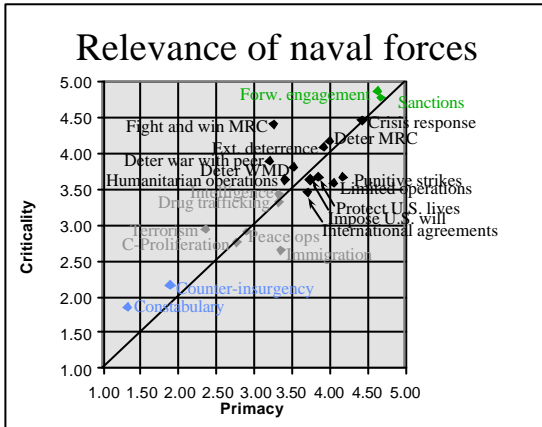 Relevance of naval forces
5.00
Forw. engagement
Sanctions
4.50
Fight and win MRC
Crisis response
Deter MRC
Ext. deterrence
4.00
Deter war with peer
Deter WMD
Humanitarian operations
Punitive strikes
Limited operations
3.50
Intelligence
Drug trafficking
Protect U.S. lives
Impose U.S. will
International agreements
3.00
Terrorism
C-Proliferation
Peace ops
Immigration
2.50
Counter-insurgency
2.00
Constabulary
1.50
1.00
Criticality
1.00 1.50 2.00 2.50 3.00 3.50 4.00 4.50 5.00
Primacy